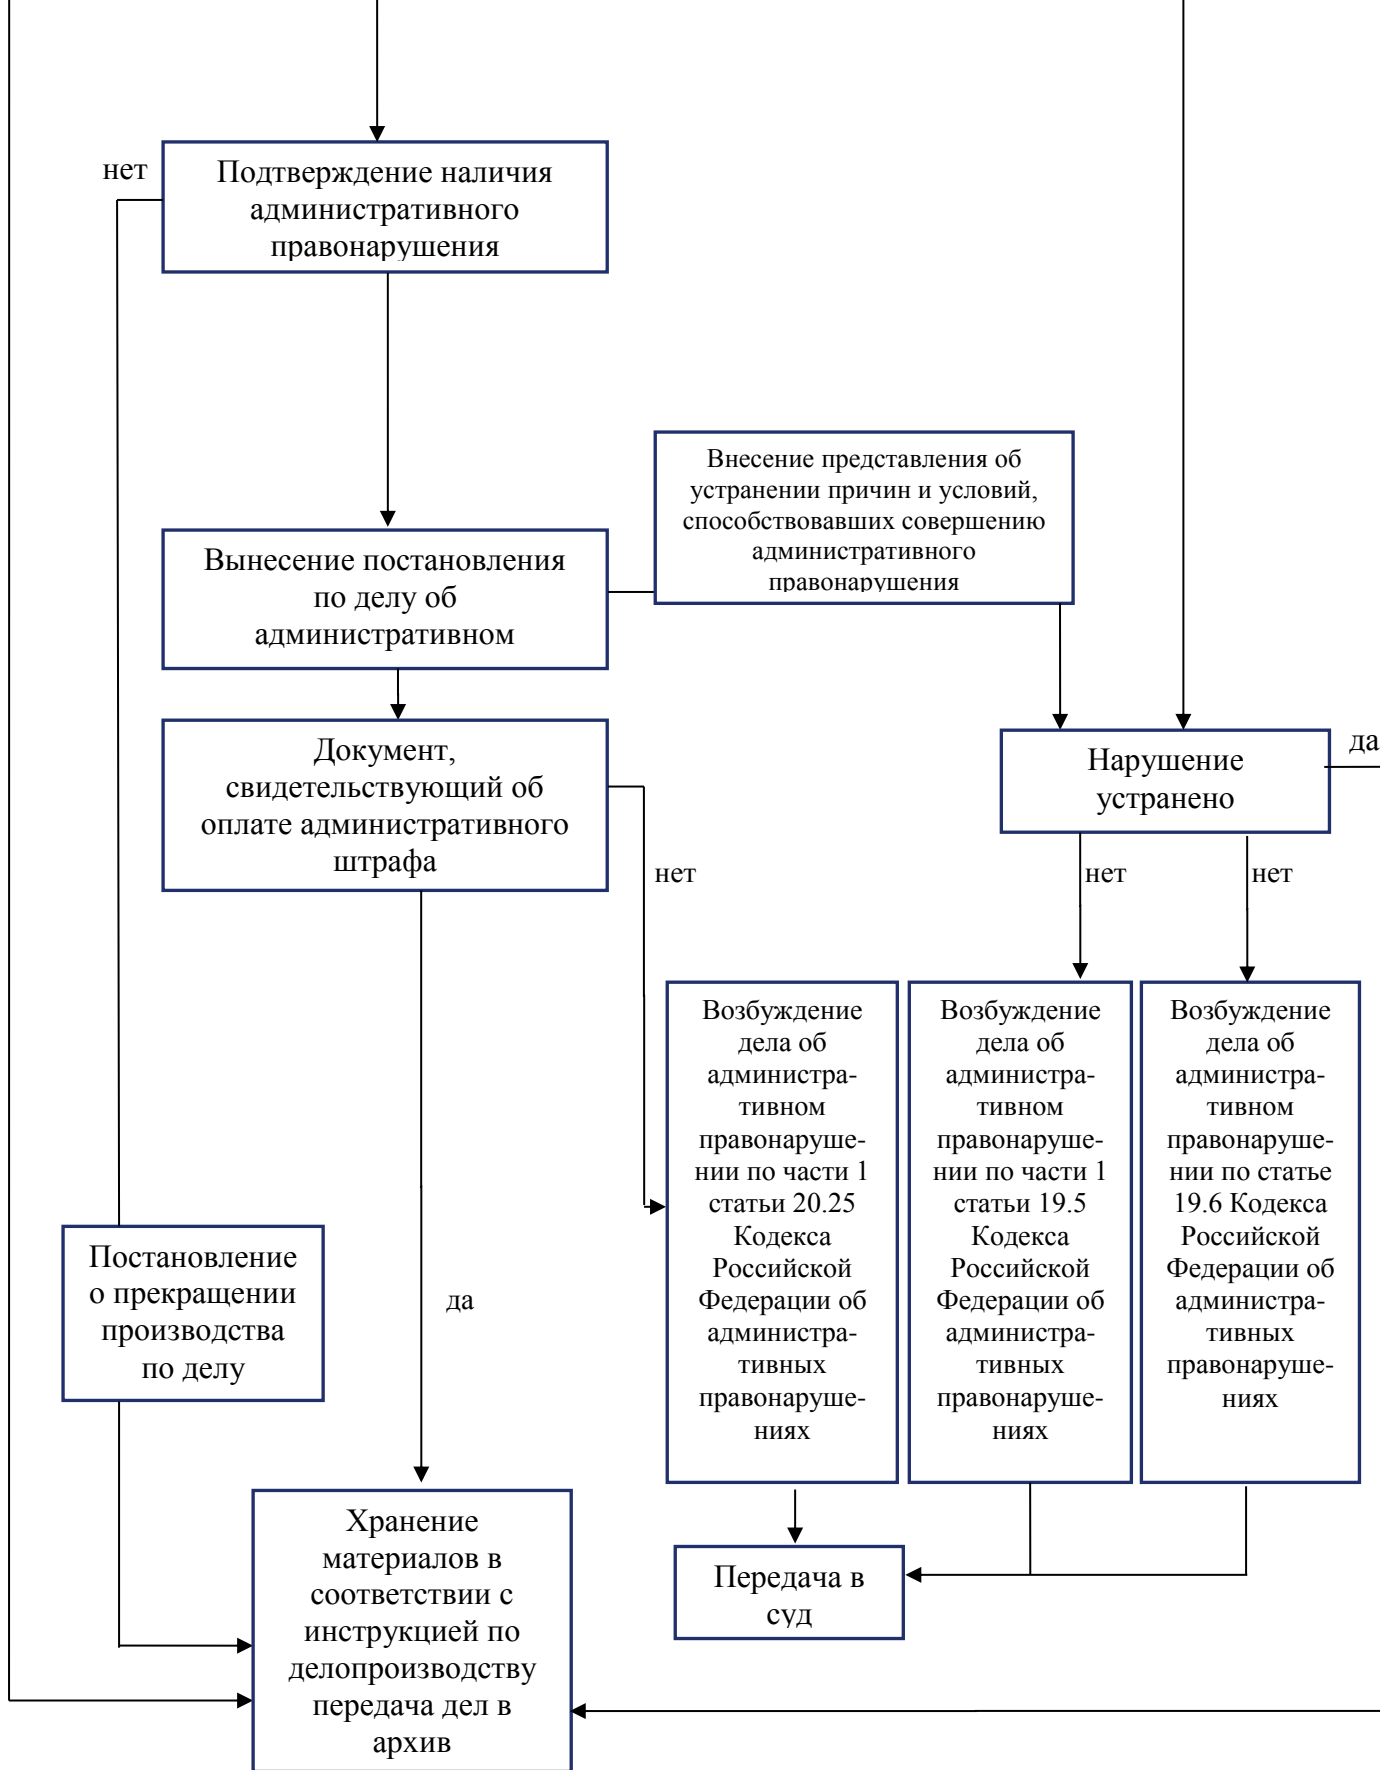 нет
Подтверждение наличия
административного
правонарушения
Внесение представления об
устранении причин и условий,
способствовавших совершению
административного
правонарушения
Вынесение постановления
по делу об
административном
Документ,
свидетельствующий об
оплате административного
штрафа
нет
Нарушение
устранено
да
нет
нет
Возбуждение
дела об
администра-
тивном
правонаруше-
нии по части 1
статьи 20.25
Кодекса
Российской
Федерации об
администра-
тивных
правонаруше-
ниях
Возбуждение
дела об
администра-
тивном
правонаруше-
нии по части 1
статьи 19.5
Кодекса
Российской
Федерации об
администра-
тивных
правонаруше-
ниях
Возбуждение
дела об
администра-
тивном
правонаруше-
нии по статье
19.6 Кодекса
Российской
Федерации об
администра-
тивных
правонаруше-
ниях
Постановление
о прекращении
производства
по делу
да
Хранение
материалов в
соответствии с
инструкцией по
делопроизводству
передача дел в
архив
Передача в
суд